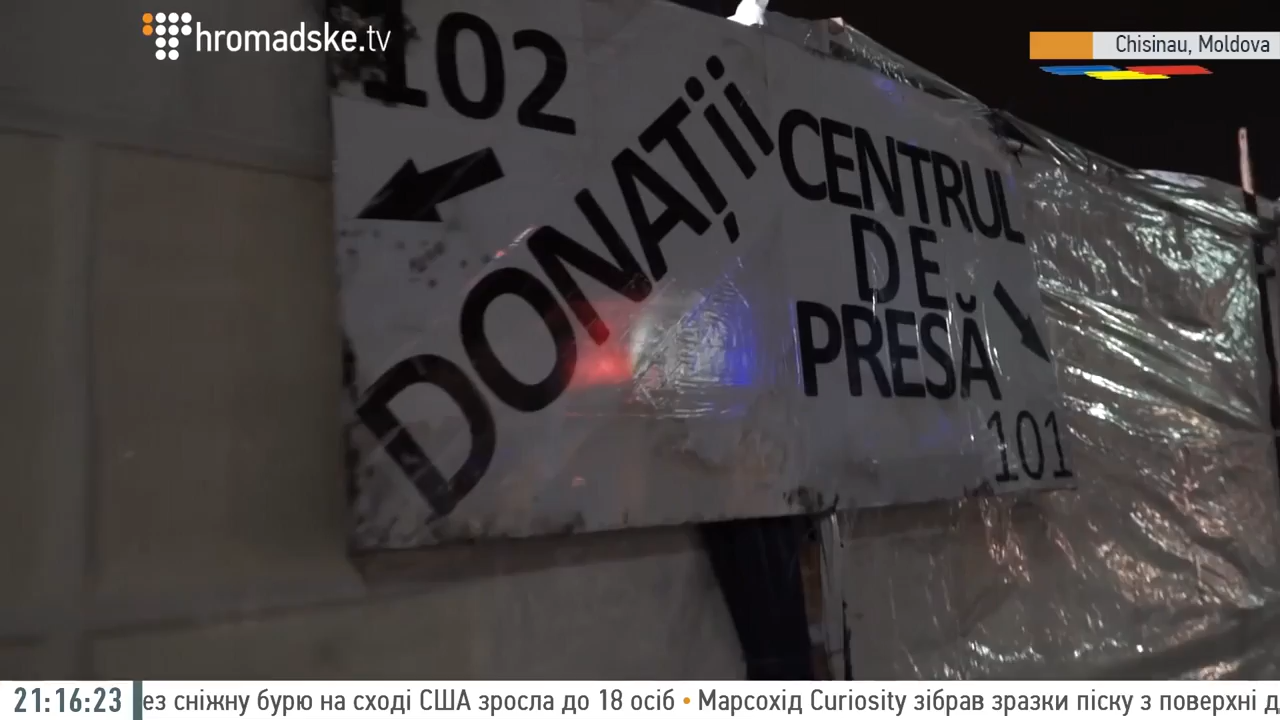 hromadske.tv
Chisinau, Moldova
102
DONAȚII
CENTRUL
DE
PRESĂ
101
21:16:23
ез сніжну бурю на сході США зросла до 18 осіб • Марсохід Curiosity зібрав зразки піску з поверхні д